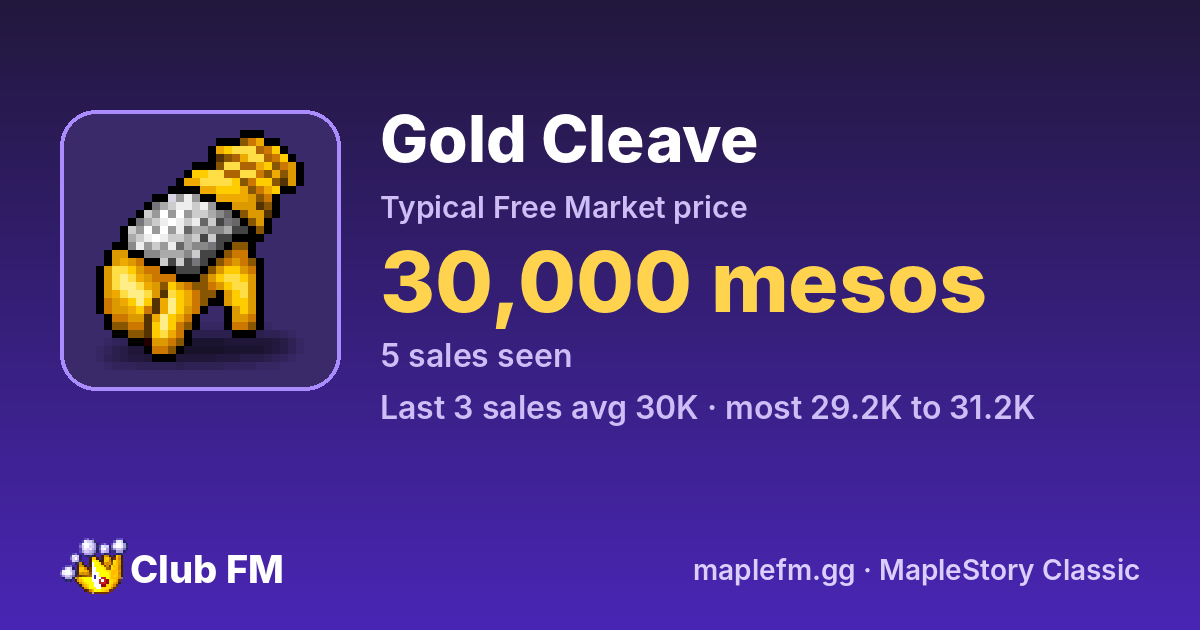 Gold Cleave
Typical Free Market price
30,000 mesos
5 sales seen
Last 3 sales avg 30K · most 29.2K to 31.2K
Club FM
maplefm.gg · MapleStory Classic